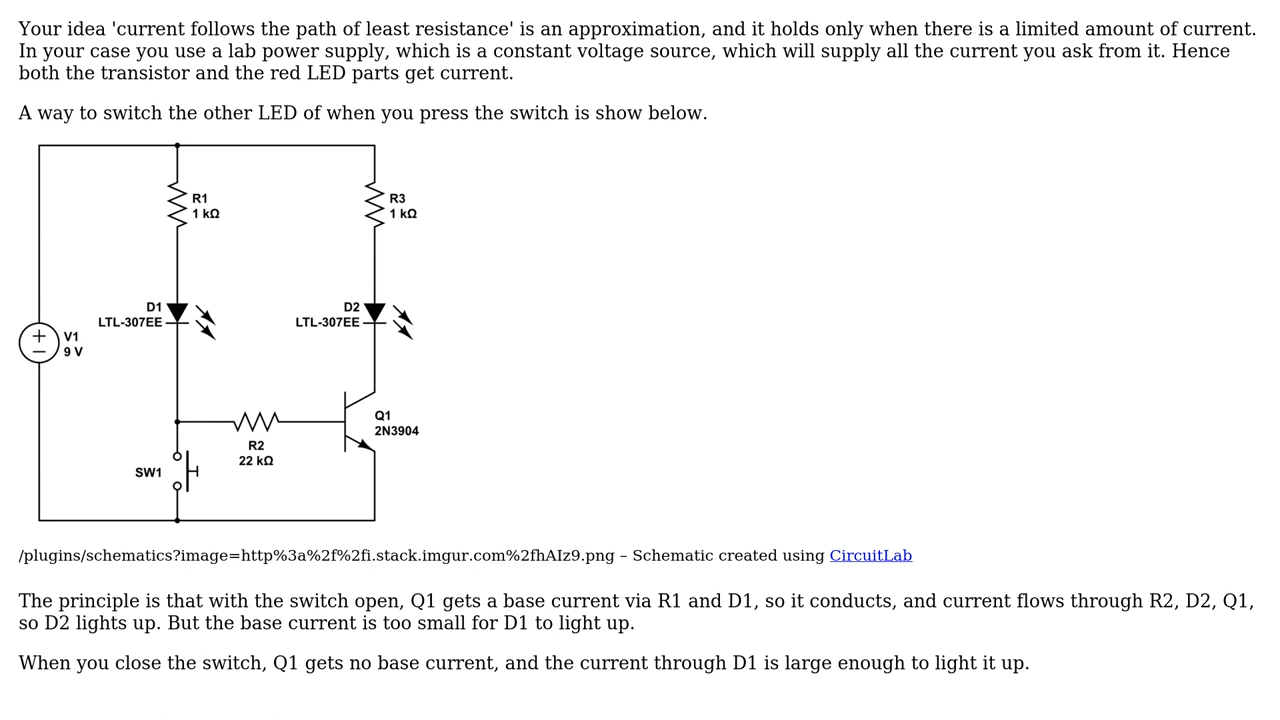 Your idea 'current follows the path of least resistance' is an approximation, and it holds only when there is a limited amount of current.
In your case you use a lab power supply, which is a constant voltage source, which will supply all the current you ask from it. Hence
both the transistor and the red LED parts get current.
A way to switch the other LED of when you press the switch is show below.
R1
1 kΩ
R3
1 kΩ
D1
LTL-307EE
D2
LTL-307EE
V1
9 V
Q1
2N3904
R2
22 kΩ
SW1
/plugins/schematics?image=http%3a%2f%2fi.stack.imgur.com%2fhAIz9.png – Schematic created using CircuitLab
The principle is that with the switch open, Q1 gets a base current via R1 and D1, so it conducts, and current flows through R2, D2, Q1,
so D2 lights up. But the base current is too small for D1 to light up.
When you close the switch, Q1 gets no base current, and the current through D1 is large enough to light it up.